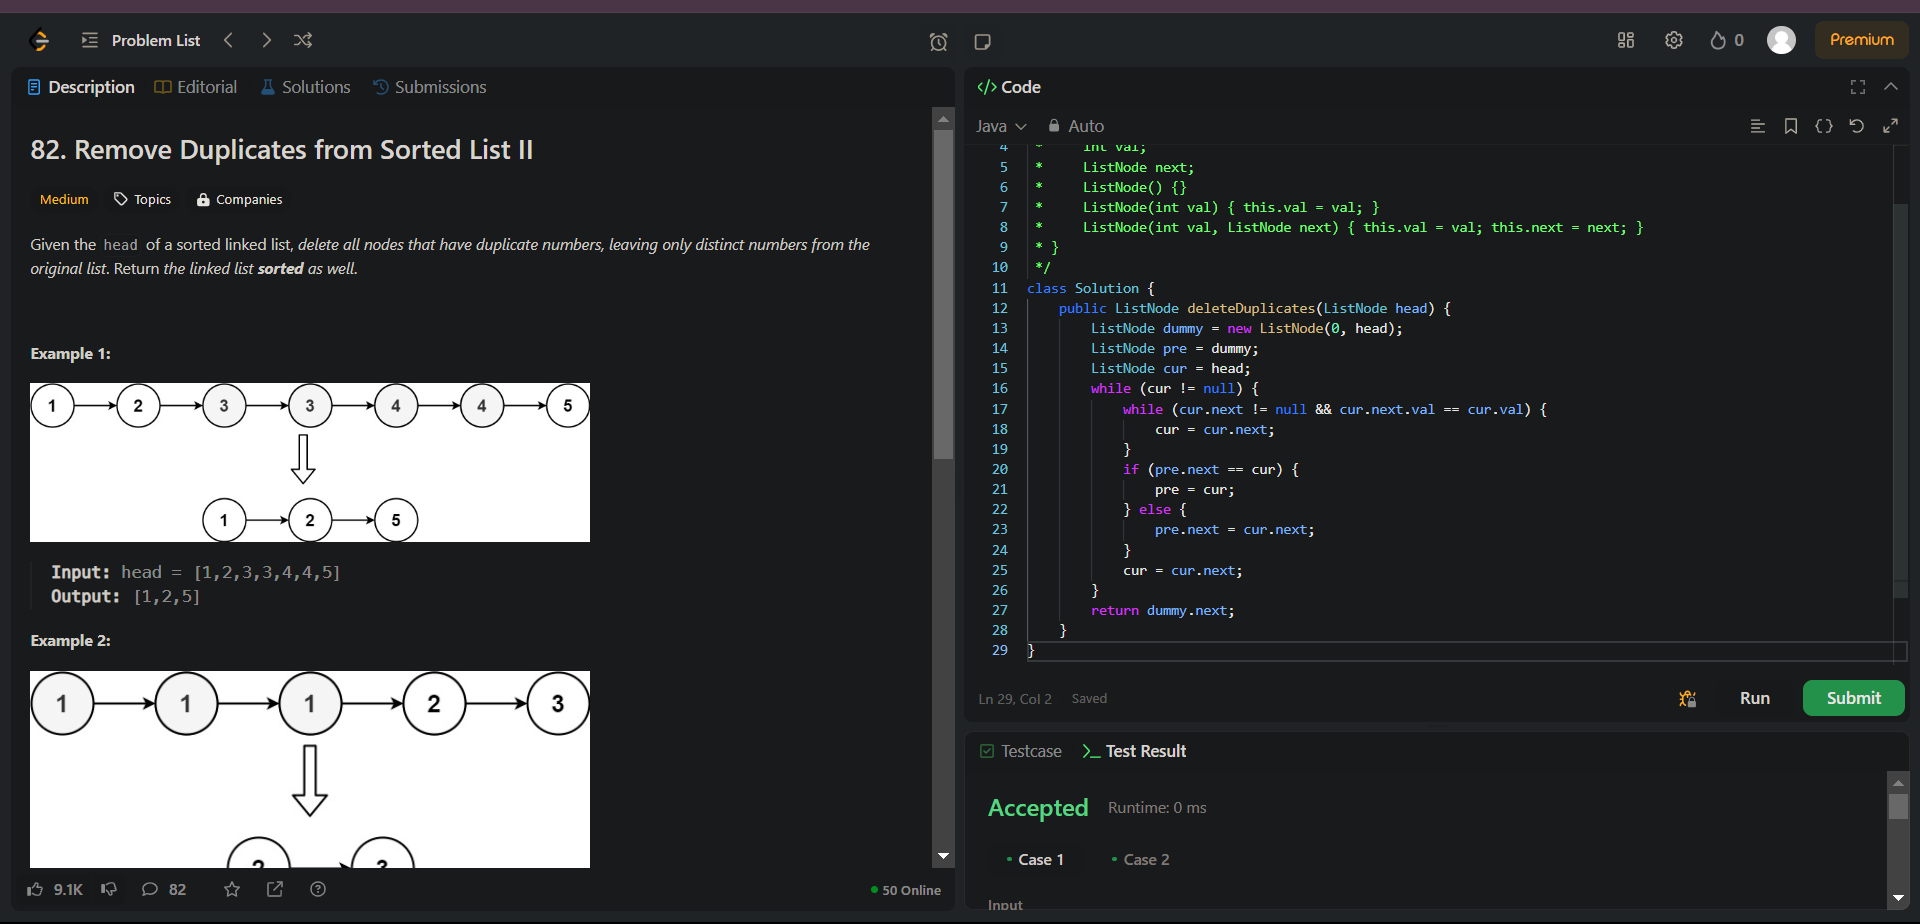 Problem List
0
Premium
Description
Editorial
Solutions
Submissions
82. Remove Duplicates from Sorted List II
Medium
Topics
Companies
Given the head of a sorted linked list, delete all nodes that have duplicate numbers, leaving only distinct numbers from the
original list. Return the linked list sorted as well.
Example 1:
1 2 3 3 4 4 5
1 2 5
Input: head = [1,2,3,3,4,4,5]
Output: [1,2,5]
Example 2:
1 1 1 2 3
2 3
9.1K
82
50 Online
</> Code
Java
Auto
4 * int val;
5 * ListNode next;
6 * ListNode() {}
7 * ListNode(int val) { this.val = val; }
8 * ListNode(int val, ListNode next) { this.val = val; this.next = next; }
9 * }
10 */
11 class Solution {
12 public ListNode deleteDuplicates(ListNode head) {
13 ListNode dummy = new ListNode(0, head);
14 ListNode pre = dummy;
15 ListNode cur = head;
16 while (cur != null) {
17 while (cur.next != null && cur.next.val == cur.val) {
18 cur = cur.next;
19 }
20 if (pre.next == cur) {
21 pre = cur;
22 } else {
23 pre.next = cur.next;
24 }
25 cur = cur.next;
26 }
27 return dummy.next;
28 }
29 }
Ln 29, Col 2
Saved
Run
Submit
Testcase
Test Result
Accepted
Runtime: 0 ms
• Case 1
• Case 2
Input